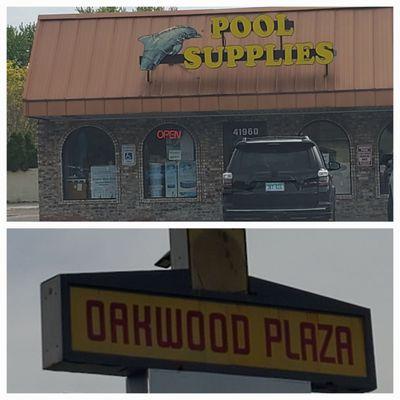 POOL
SUPPLIES
OPEN
41960
OAKWOOD PLAZA